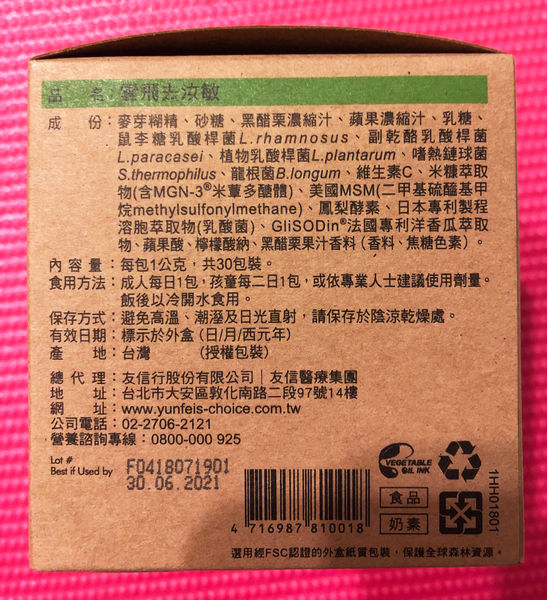 品 名：雲飛去汝敏
成 份：麥芽糊精、砂糖、黑醋栗濃縮汁、蘋果濃縮汁、乳糖、
鼠李糖乳酸桿菌L.rhamnosus、副乾酪乳酸桿菌
L.paracasei、植物乳酸桿菌L.plantarum、嗜熱鏈球菌
S.thermophilus、龍根菌B.longum、維生素C、米糠萃取
物(含MGN-3®米蕈多醣體)、美國MSM(二甲基硫醯基甲
烷methylsulfonylmethane)、鳳梨酵素、日本專利製程
溶胞萃取物(乳酸菌)、GliSODin®法國專利洋香瓜萃取
物、蘋果酸、檸檬酸鈉、黑醋栗果汁香料（香料、焦糖色素）。
內 容 量：每包1公克，共30包裝。
食用方法：成人每日1包，孩童每二日1包，或依專業人士建議使用劑量。
飯後以冷開水食用。
保存方式：避免高溫、潮溼及日光直射，請保存於陰涼乾燥處。
有效日期：標示於外盒（日/月/西元年）
產 地：台灣 （授權包裝）
總 代 理：友信行股份有限公司│友信醫療集團
地 址：台北市大安區敦化南路二段97號14樓
網 址：www.yunfeis-choice.com.tw
公司電話：02-2706-2121
營養諮詢專線：0800-000 925
Lot # F0418071901
Best if Used by 30.06.2021
VEGETABLE
OIL INK
1HH01801
食品
奶素
4 716987 810018
選用經FSC認證的外盒紙質包裝，保護全球森林資源。